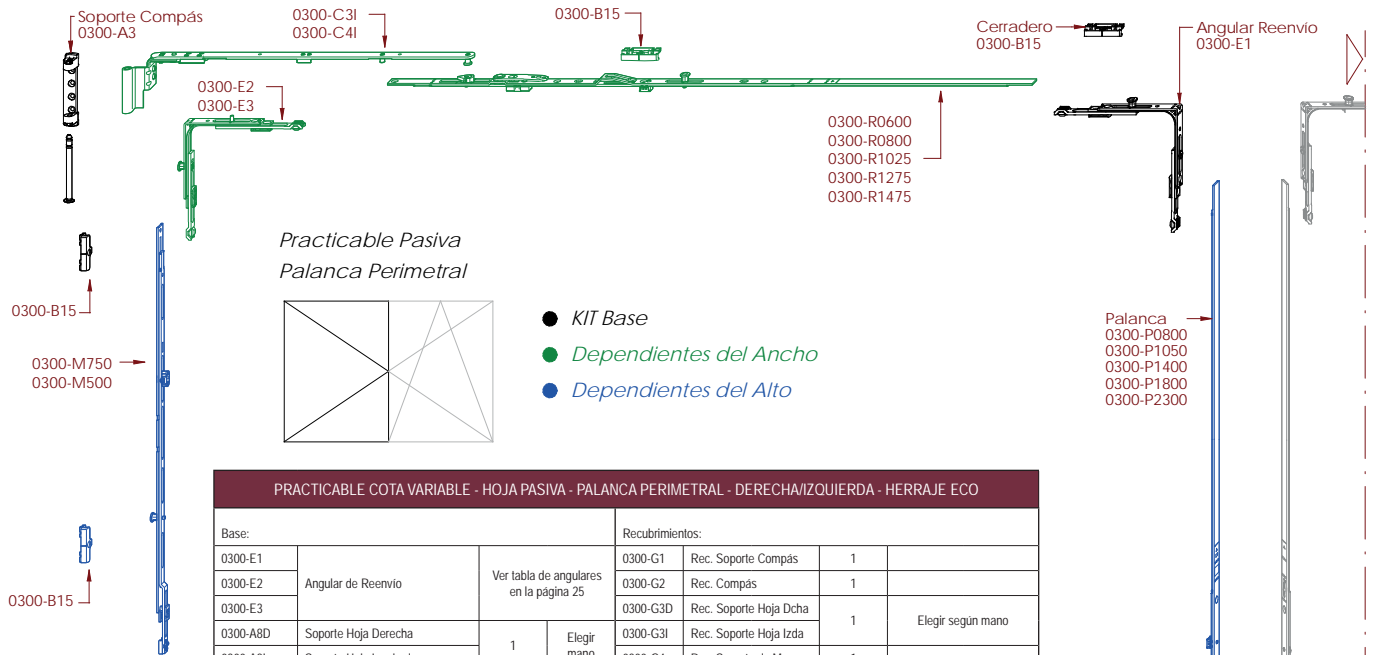 Soporte Compás
0300-A3
0300-C3I
0300-C4I
0300-B15
Cerradero
0300-B15
Angular Reenvio
0300-E1
0300-E2
0300-E3
0300-R0600
0300-R0800
0300-R1025
0300-R1275
0300-R1475
Practicable Pasiva
Palanca Perimetral
0300-B15
KIT Base
Dependientes del Ancho
Dependientes del Alto
0300-M750
0300-M500
Palanca
0300-P0800
0300-P1050
0300-P1400
0300-P1800
0300-P2300
0300-B15
PRACTICABLE COTA VARIABLE - HOJA PASIVA - PALANCA PERIMETRAL - DERECHA/IZQUIERDA - HERRAJE ECO
Base:
Recubrimientos:
0300-E1
0300-E2
0300-E3
Angular de Reenvio
Ver tabla de angulares
en la página 25
0300-G1 Rec. Soporte Compás 1
0300-G2 Rec. Compás 1
0300-G3D Rec. Soporte Hoja Dcha
1 Elegir según mano
0300-A8D Soporte Hoja Derecha
1 Elegir
mano
0300-G3I Rec. Soporte Hoja Izda